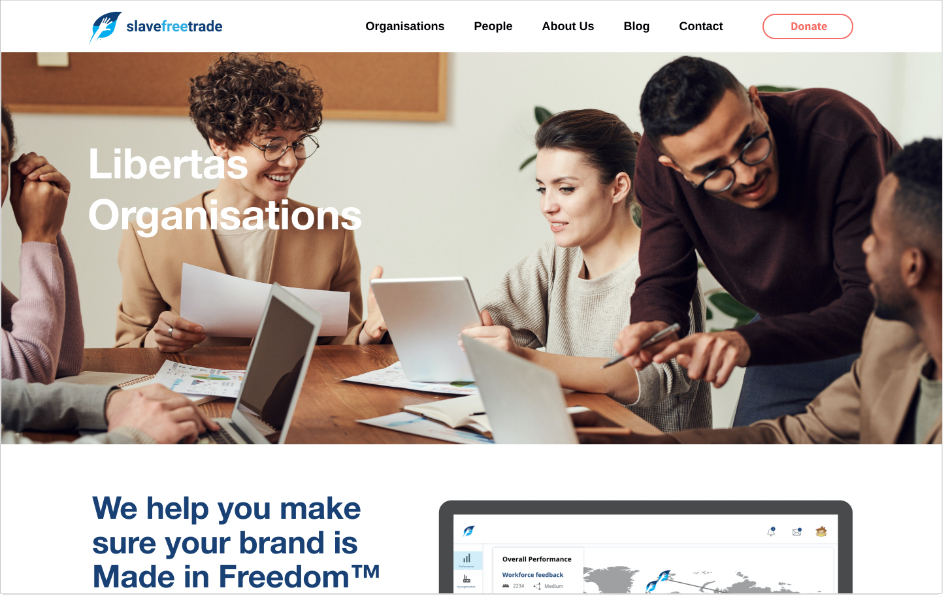 slavefreetrade
Organisations
People
About Us
Blog
Contact
Donate
Libertas
Organisations
We help you make
sure your brand is
Made in Freedom™
Overall Performance
Workforce feedback
2234
Medium